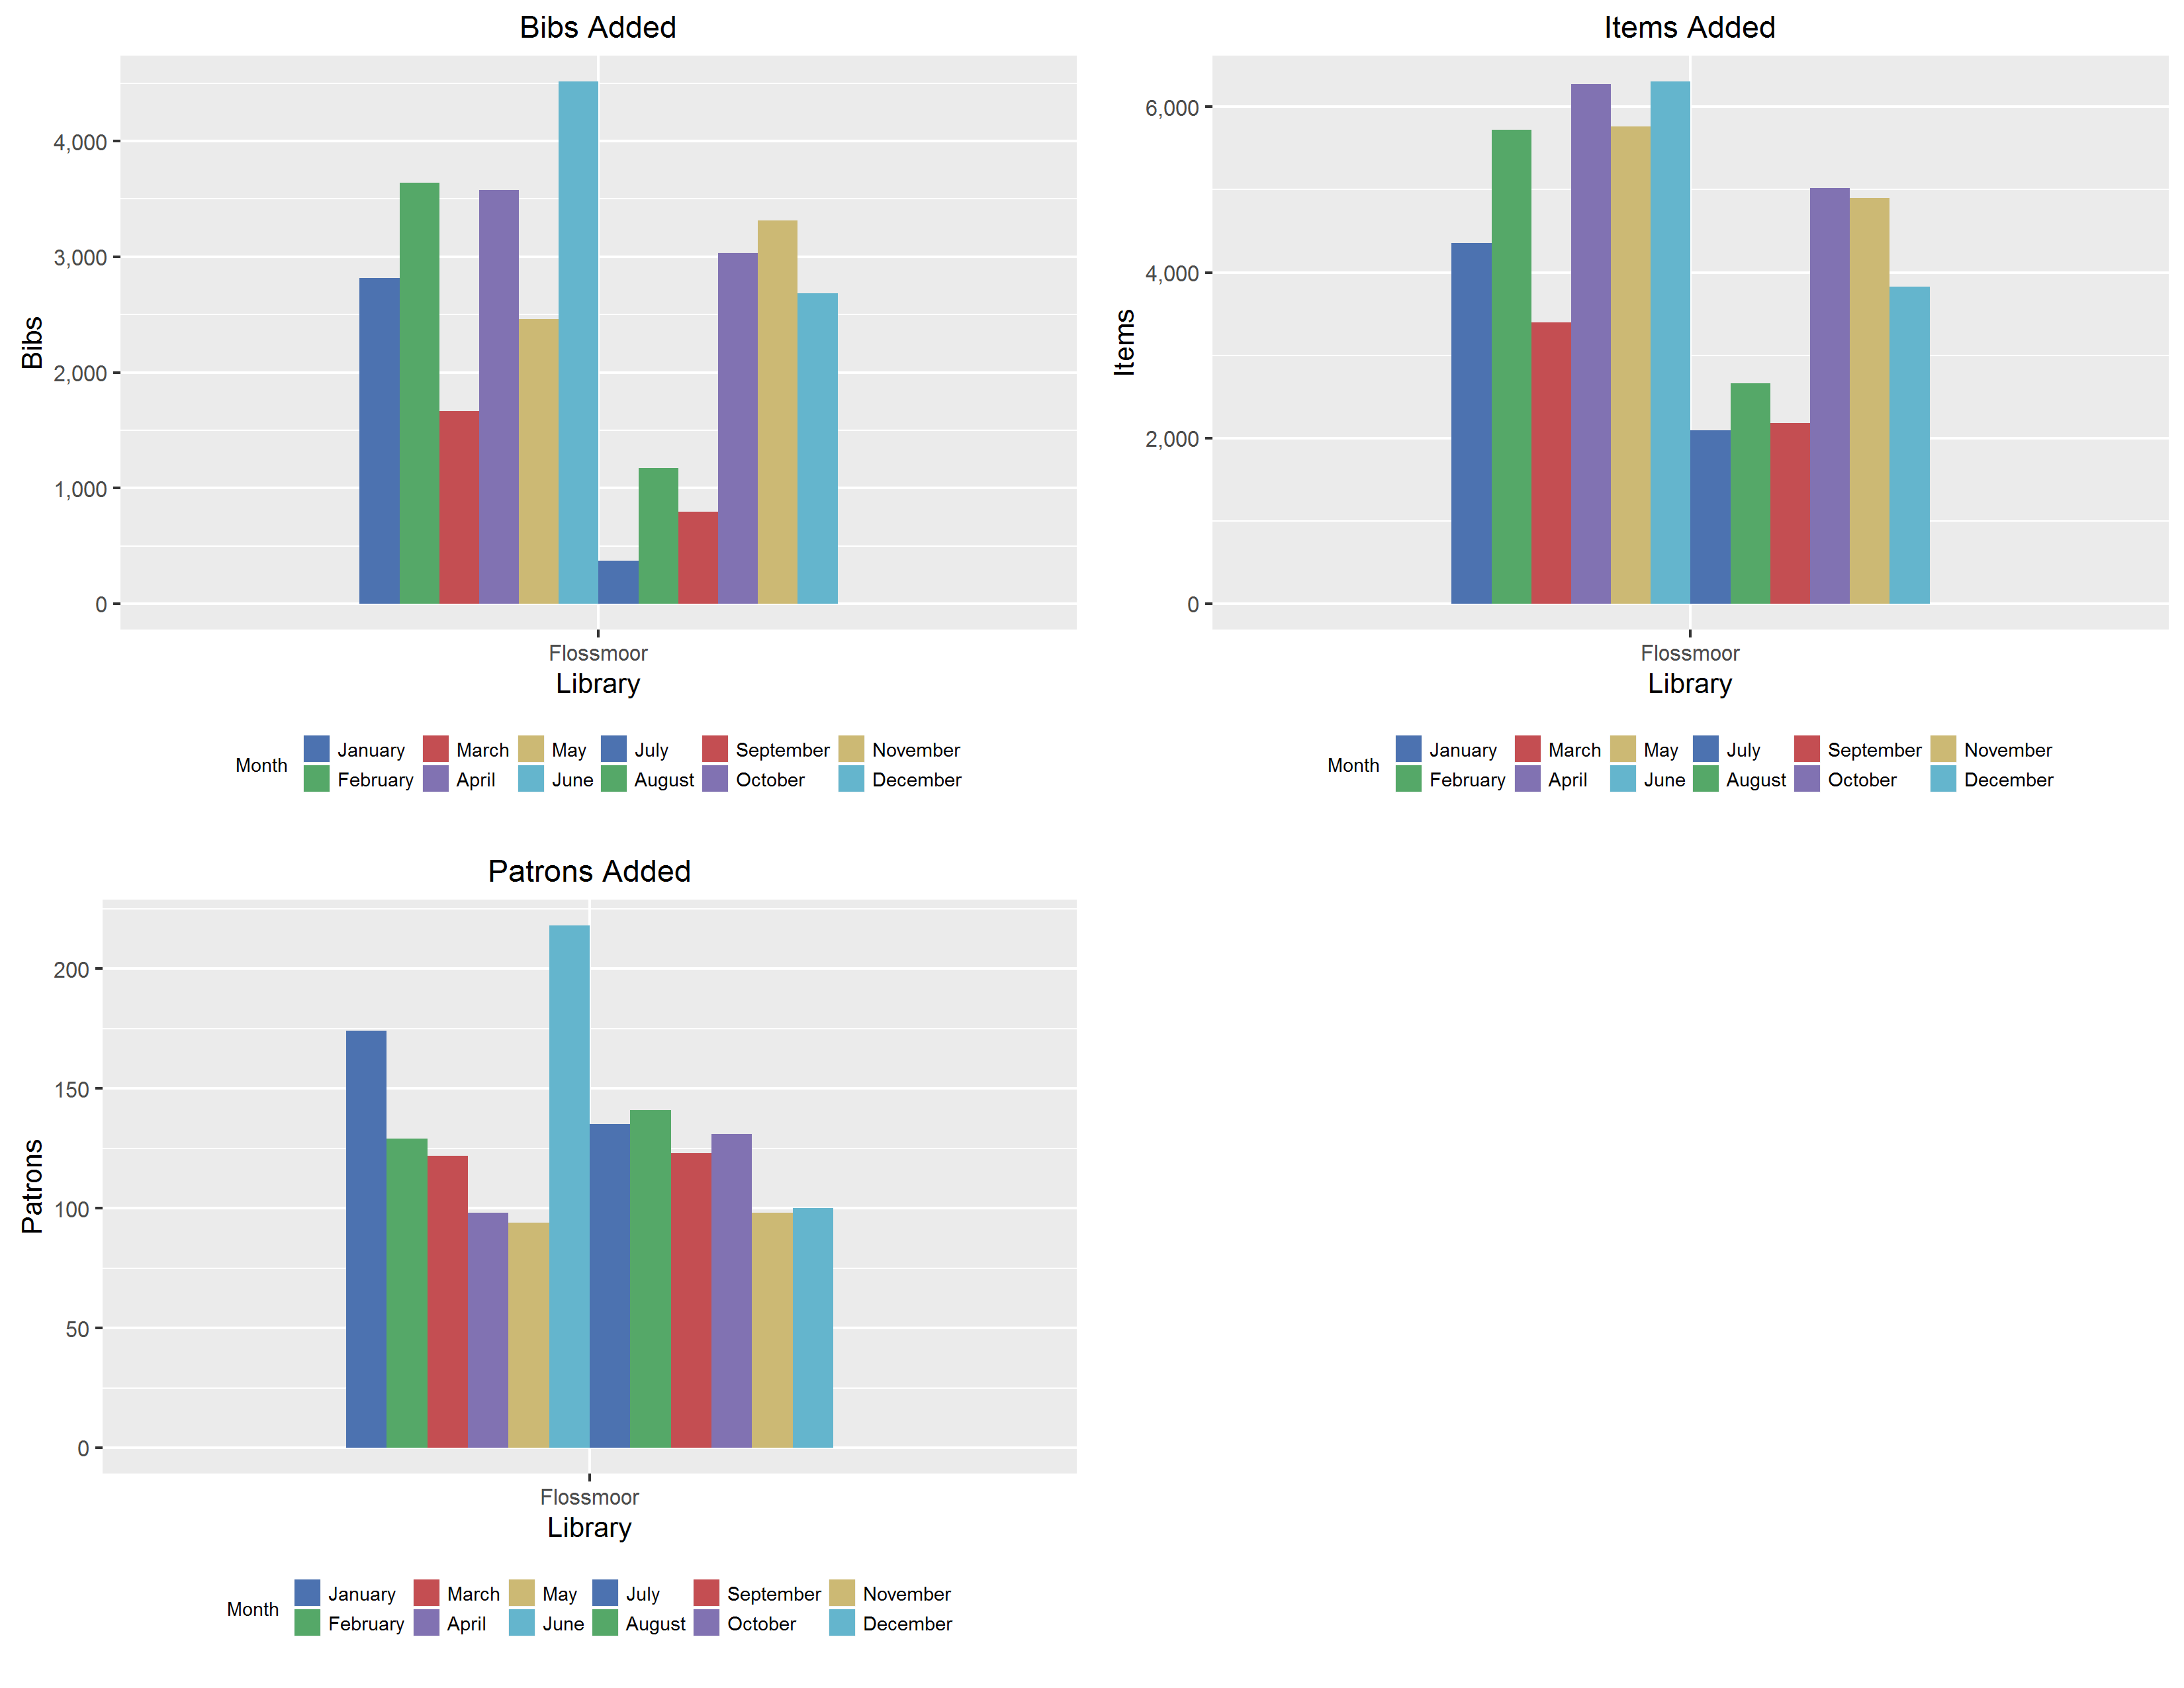 Bibs Added
4,000
3,000
2,000
1,000
0
Bibs
Flossmoor
Library
Month
January March May July September November
February April June August October December
Items Added
6,000
4,000
2,000
0
Items
Flossmoor
Library
Month
January March May July September November
February April June August October December
Patrons Added
200
150
100
50
0
Patrons
Flossmoor
Library
Month
January March May July September November
February April June August October December